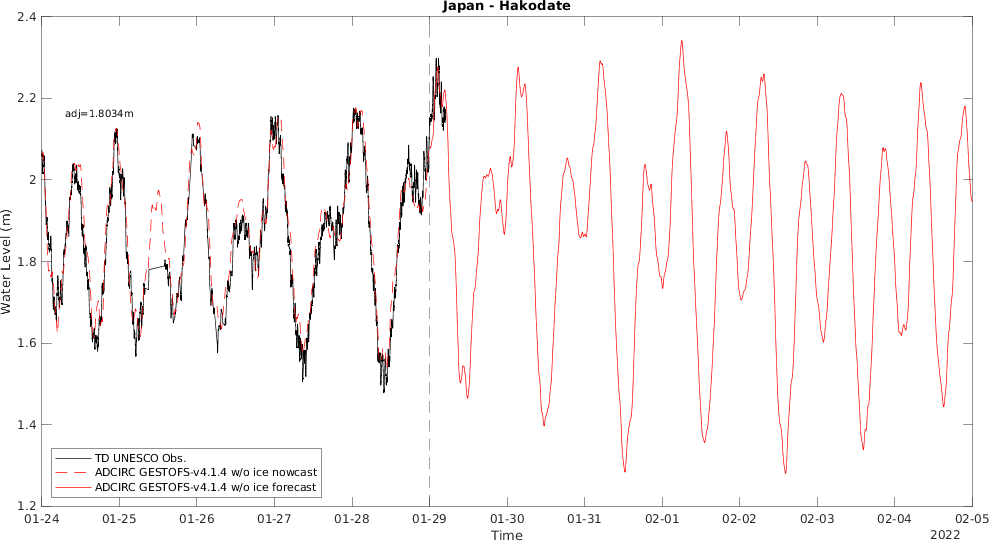 Japan - Hakodate
2.4
2.2
2
1.8
1.6
1.4
1.2
Water Level (m)
adj=1.8034m
TD UNESCO Obs.
ADCIRC GESTOFS-v4.1.4 w/o ice nowcast
ADCIRC GESTOFS-v4.1.4 w/o ice forecast
01-24 01-25 01-26 01-27 01-28 01-29 01-30 01-31 02-01 02-02 02-03 02-04 02-05
Time
2022